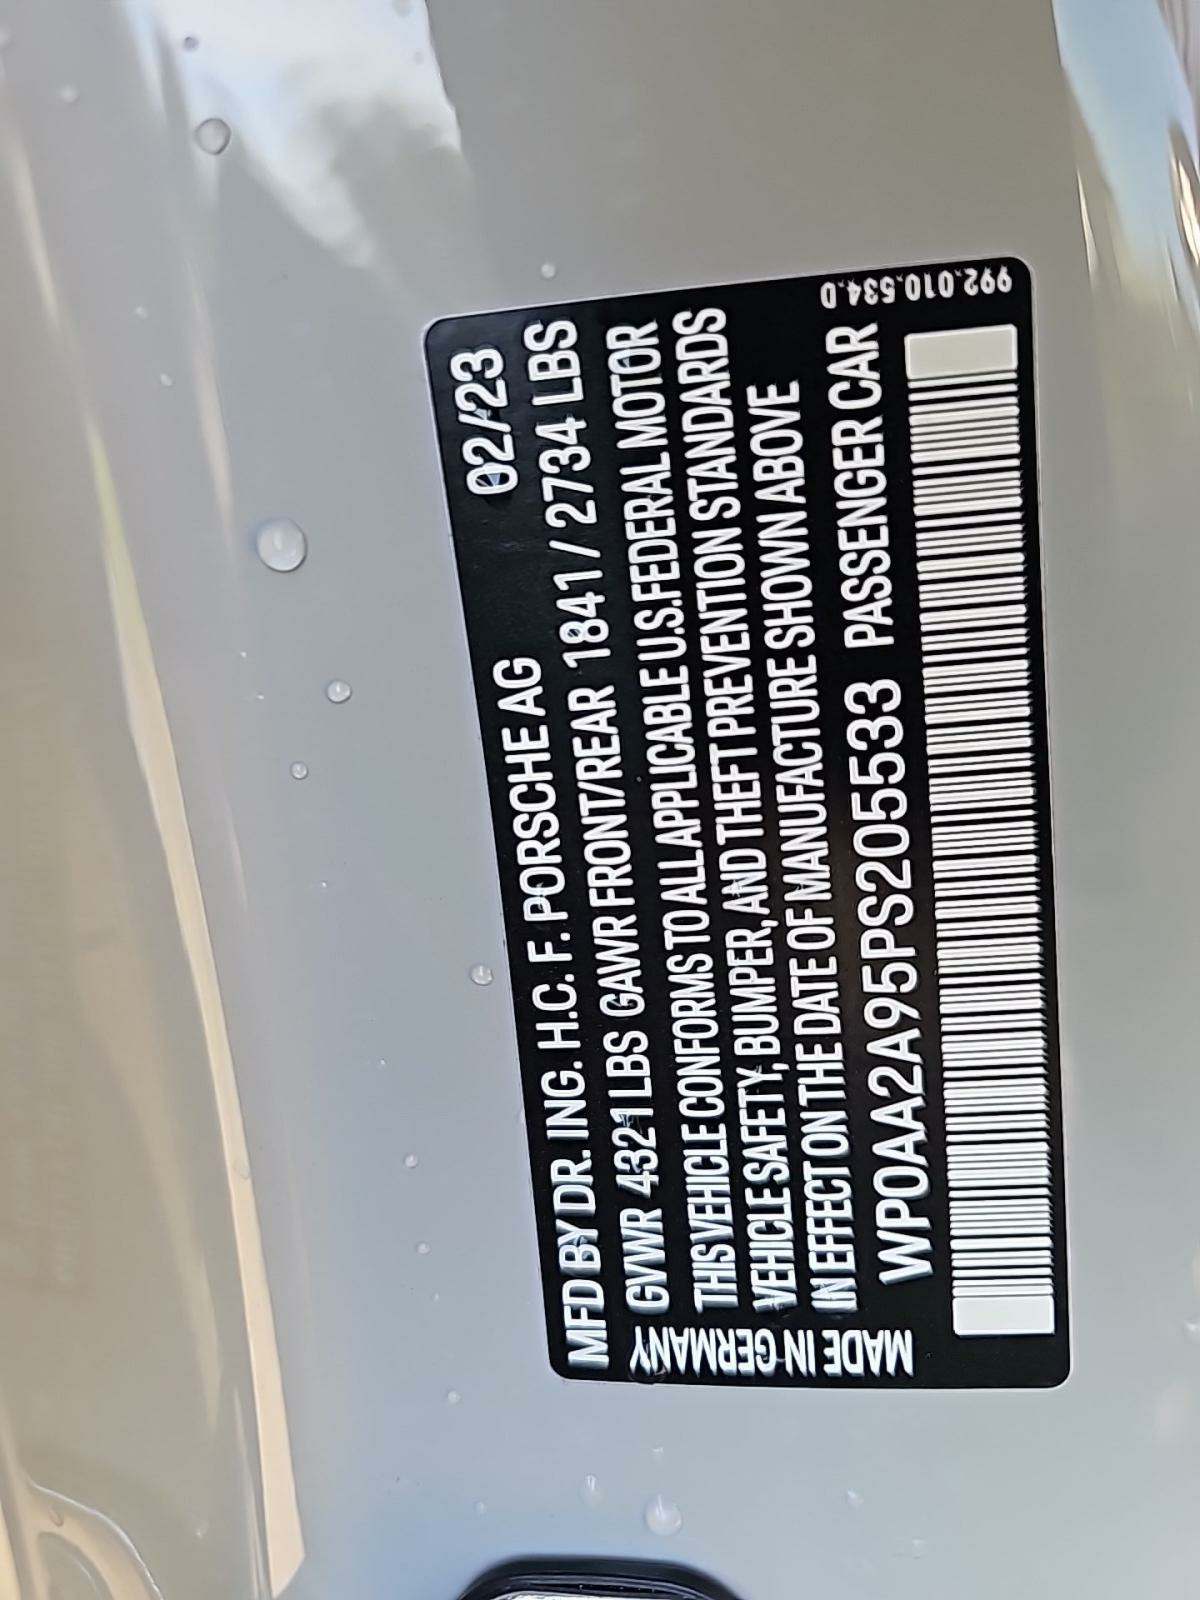 MFD BY DR. ING. H.C. F. PORSCHE AG 02/23
GVWR 4321 LBS GAWR FRONT/REAR 1841 / 2734 LBS
THIS VEHICLE CONFORMS TO ALL APPLICABLE U.S. FEDERAL MOTOR
VEHICLE SAFETY, BUMPER, AND THEFT PREVENTION STANDARDS
IN EFFECT ON THE DATE OF MANUFACTURE SHOWN ABOVE
WP0AA2A95PS205533 PASSENGER CAR
MADE IN GERMANY
992.010.534.D